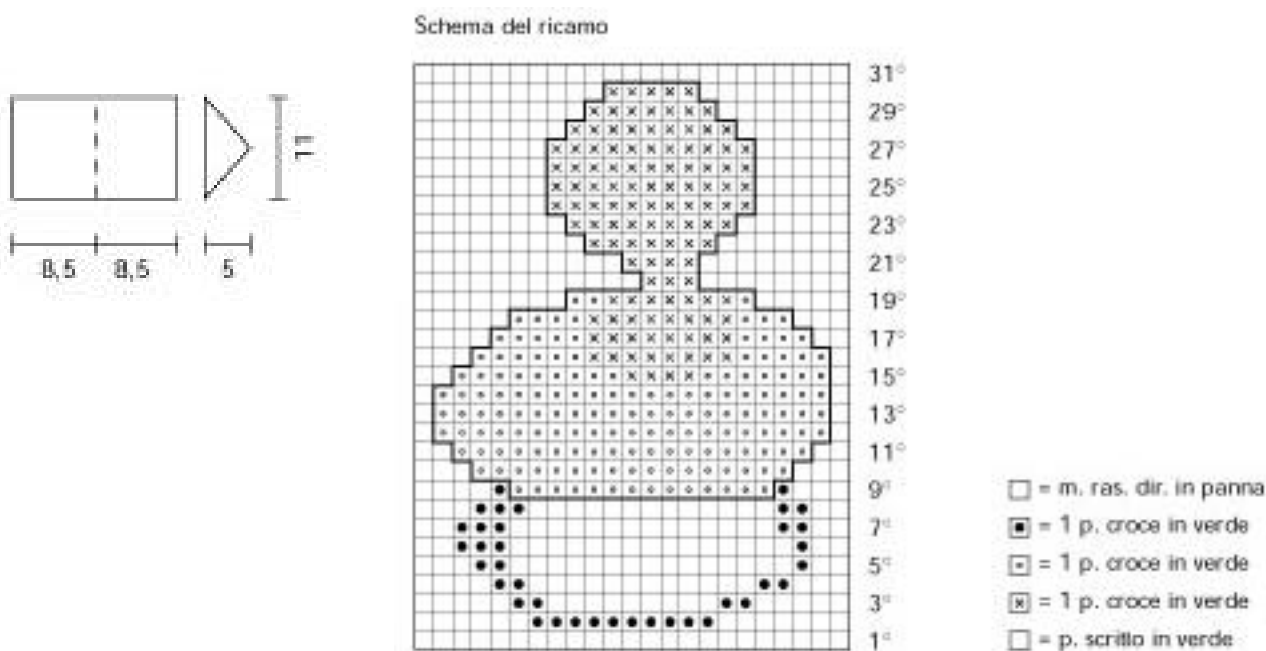 Schema del ricamo
11
8,5 8,5 5
31°
29°
27°
25°
23°
21°
19°
17°
15°
13°
11°
9°
7°
5°
3°
1°
= m. ras. dir. in panna
= 1 p. croce in verde
= 1 p. croce in verde
= 1 p. croce in verde
= p. scritto in verde